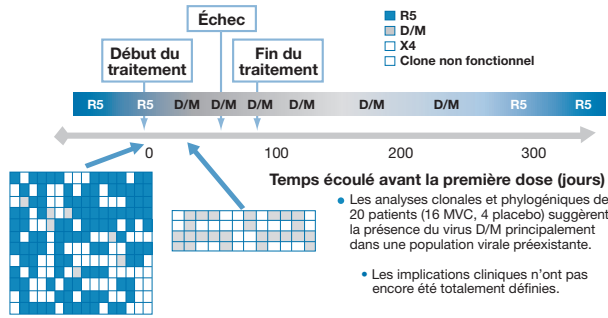 R5
D/M
X4
Clone non fonctionnel
Échec
Début du
traitement
Fin du
traitement
R5 R5 D/M D/M D/M D/M D/M D/M R5 R5
0 100 200 300
Temps écoulé avant la première dose (jours)
• Les analyses clonales et phylogéniques de
20 patients (16 MVC, 4 placebo) suggèrent
la présence du virus D/M principalement
dans une population virale préexistante.
• Les implications cliniques n'ont pas
encore été totalement définies.